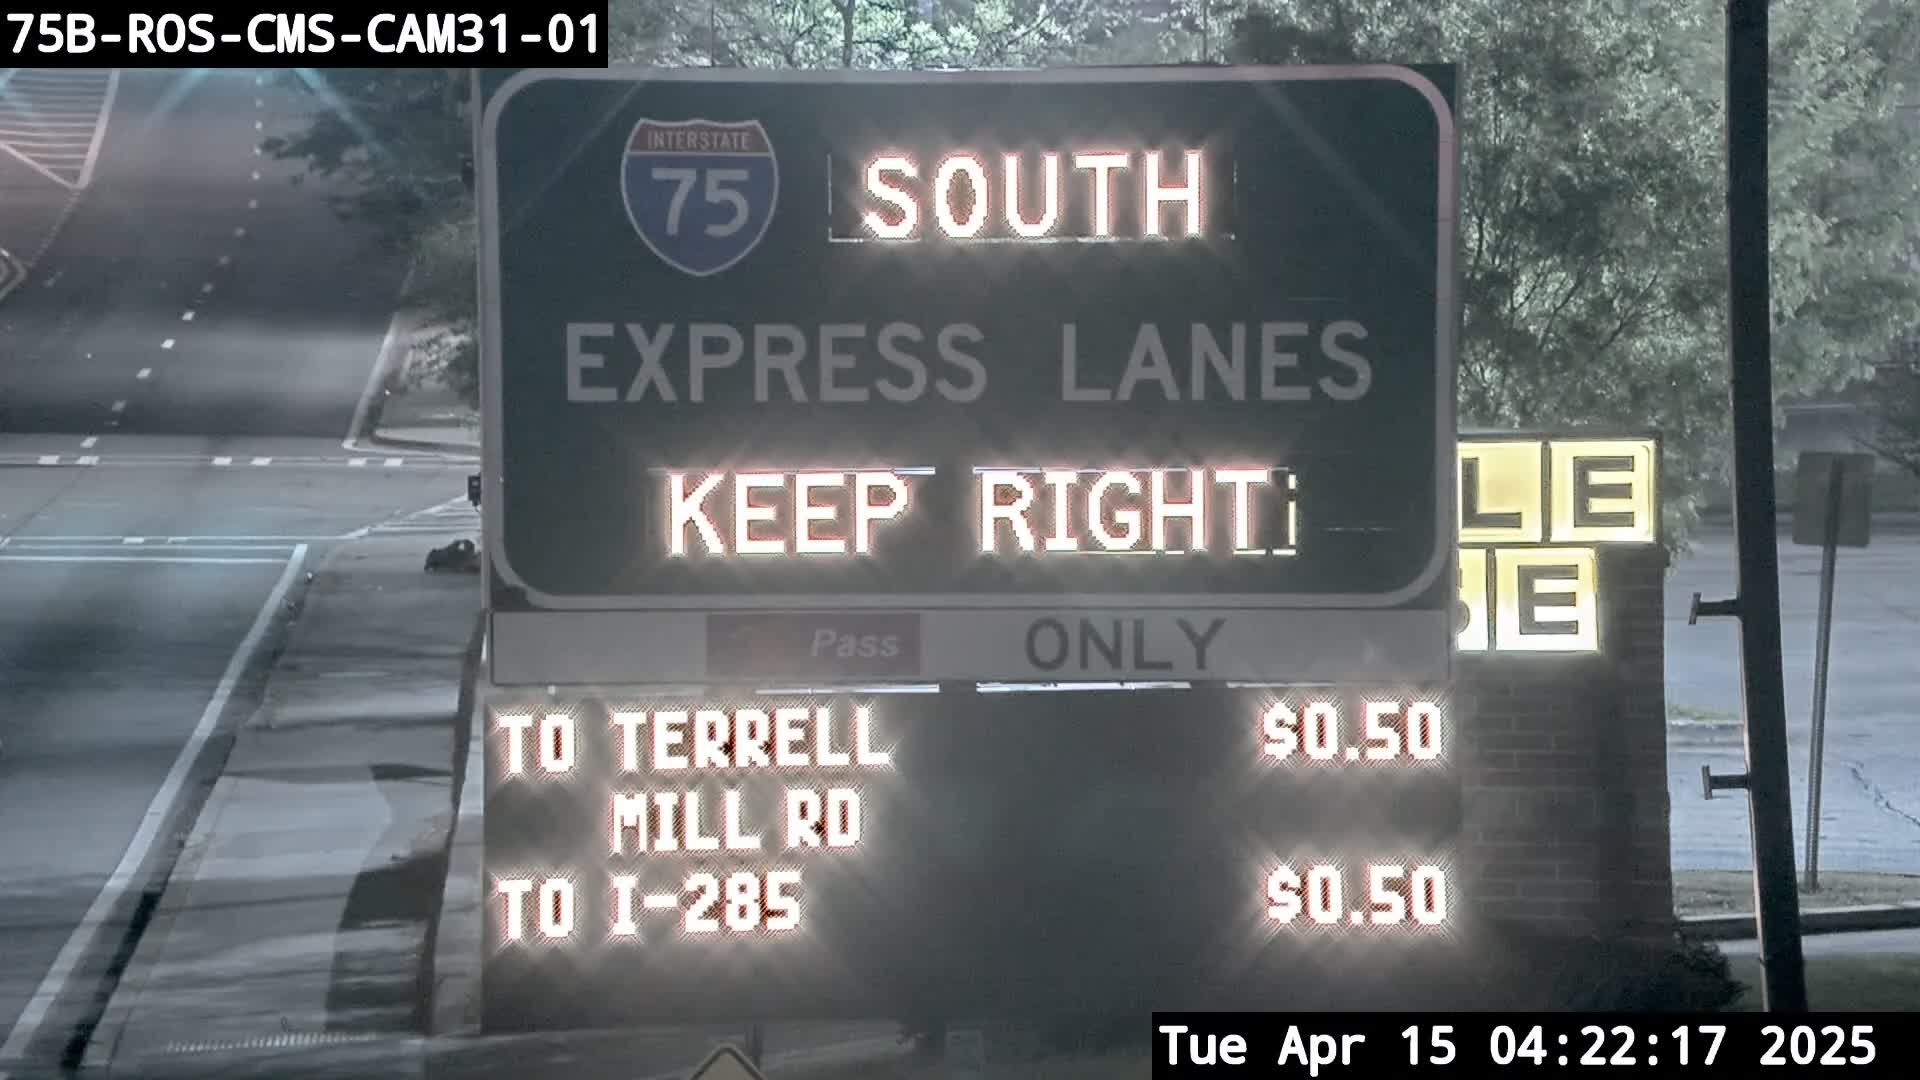 75B-ROS-CMS-CAM31-01
INTERSTATE
75
SOUTH
EXPRESS LANES
KEEP RIGHT
LE
E
Pass ONLY
TO TERRELL $0.50
MILL RD
TO I-285 $0.50
Tue Apr 15 04:22:17 2025